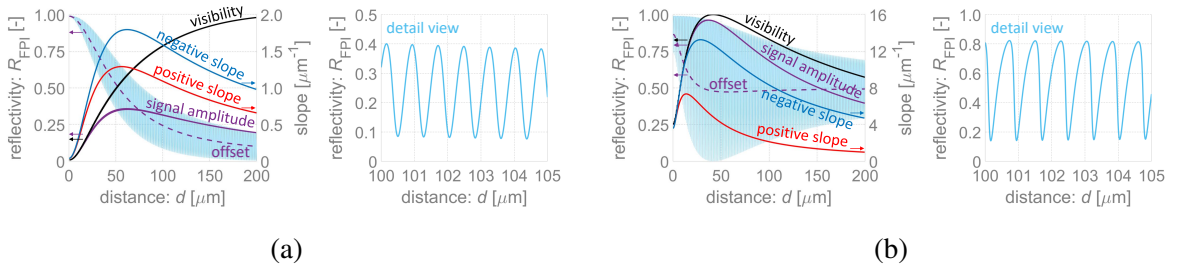 reflectivity: R_FPI [-]
1.00
0.75
0.50
0.25
0
0
50
100
150
200
distance: d [μm]
2.0
1.5
1.0
0.5
0
slope [μm⁻¹]
visibility
negative slope
positive slope
signal amplitude
offset
reflectivity: R_FPI [-]
0.5
0.4
0.3
0.2
0.1
0
detail view
100 101 102 103 104 105
distance: d [μm]
(a)
reflectivity: R_FPI [-]
1.00
0.75
0.50
0.25
0
0
50
100
150
200
distance: d [μm]
16
12
8
4
0
slope [μm⁻¹]
visibility
signal amplitude
offset
negative slope
positive slope
reflectivity: R_FPI [-]
1.0
0.8
0.6
0.4
0.2
0
detail view
100 101 102 103 104 105
distance: d [μm]
(b)